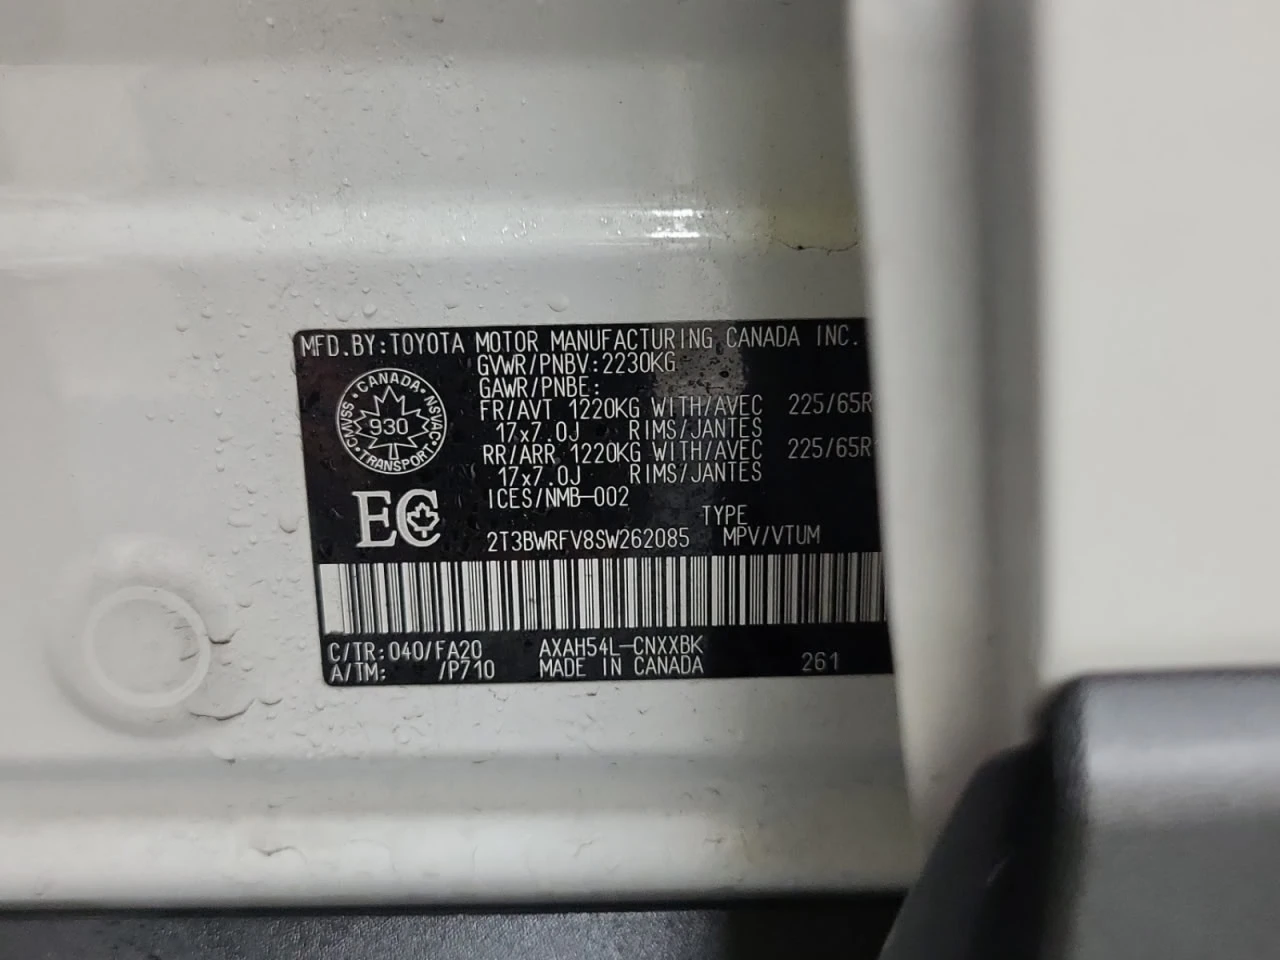 MFD.BY:TOYOTA MOTOR MANUFACTURING CANADA INC.
GVWR/PNBV:2230KG
GAWR/PNBE:
FR/AVT 1220KG WITH/AVEC 225/65R
17x7.0J RIMS/JANTES
RR/ARR 1220KG WITH/AVEC 225/65R
17x7.0J RIMS/JANTES
ICES/NMB-002
CANADA
CMVSS 930 NSVAC
TRANSPORT
EC
TYPE
2T3BWRFV8SW262085 MPV/VTUM
C/TR:040/FA20 AXAH54L-CNXXBK
A/TM: /P710 MADE IN CANADA 261